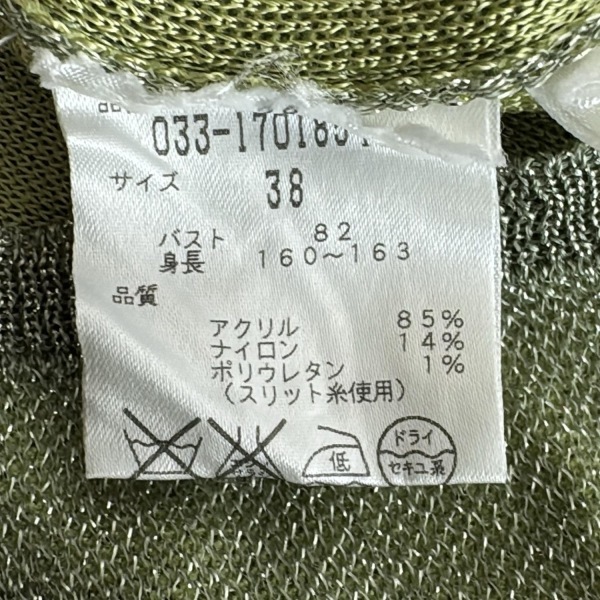 サイズ
38
バスト 82
身長 160～163
品質
アクリル 85%
ナイロン 14%
ポリウレタン 1%
(スリット糸使用)
低
ドライ
セキユ系